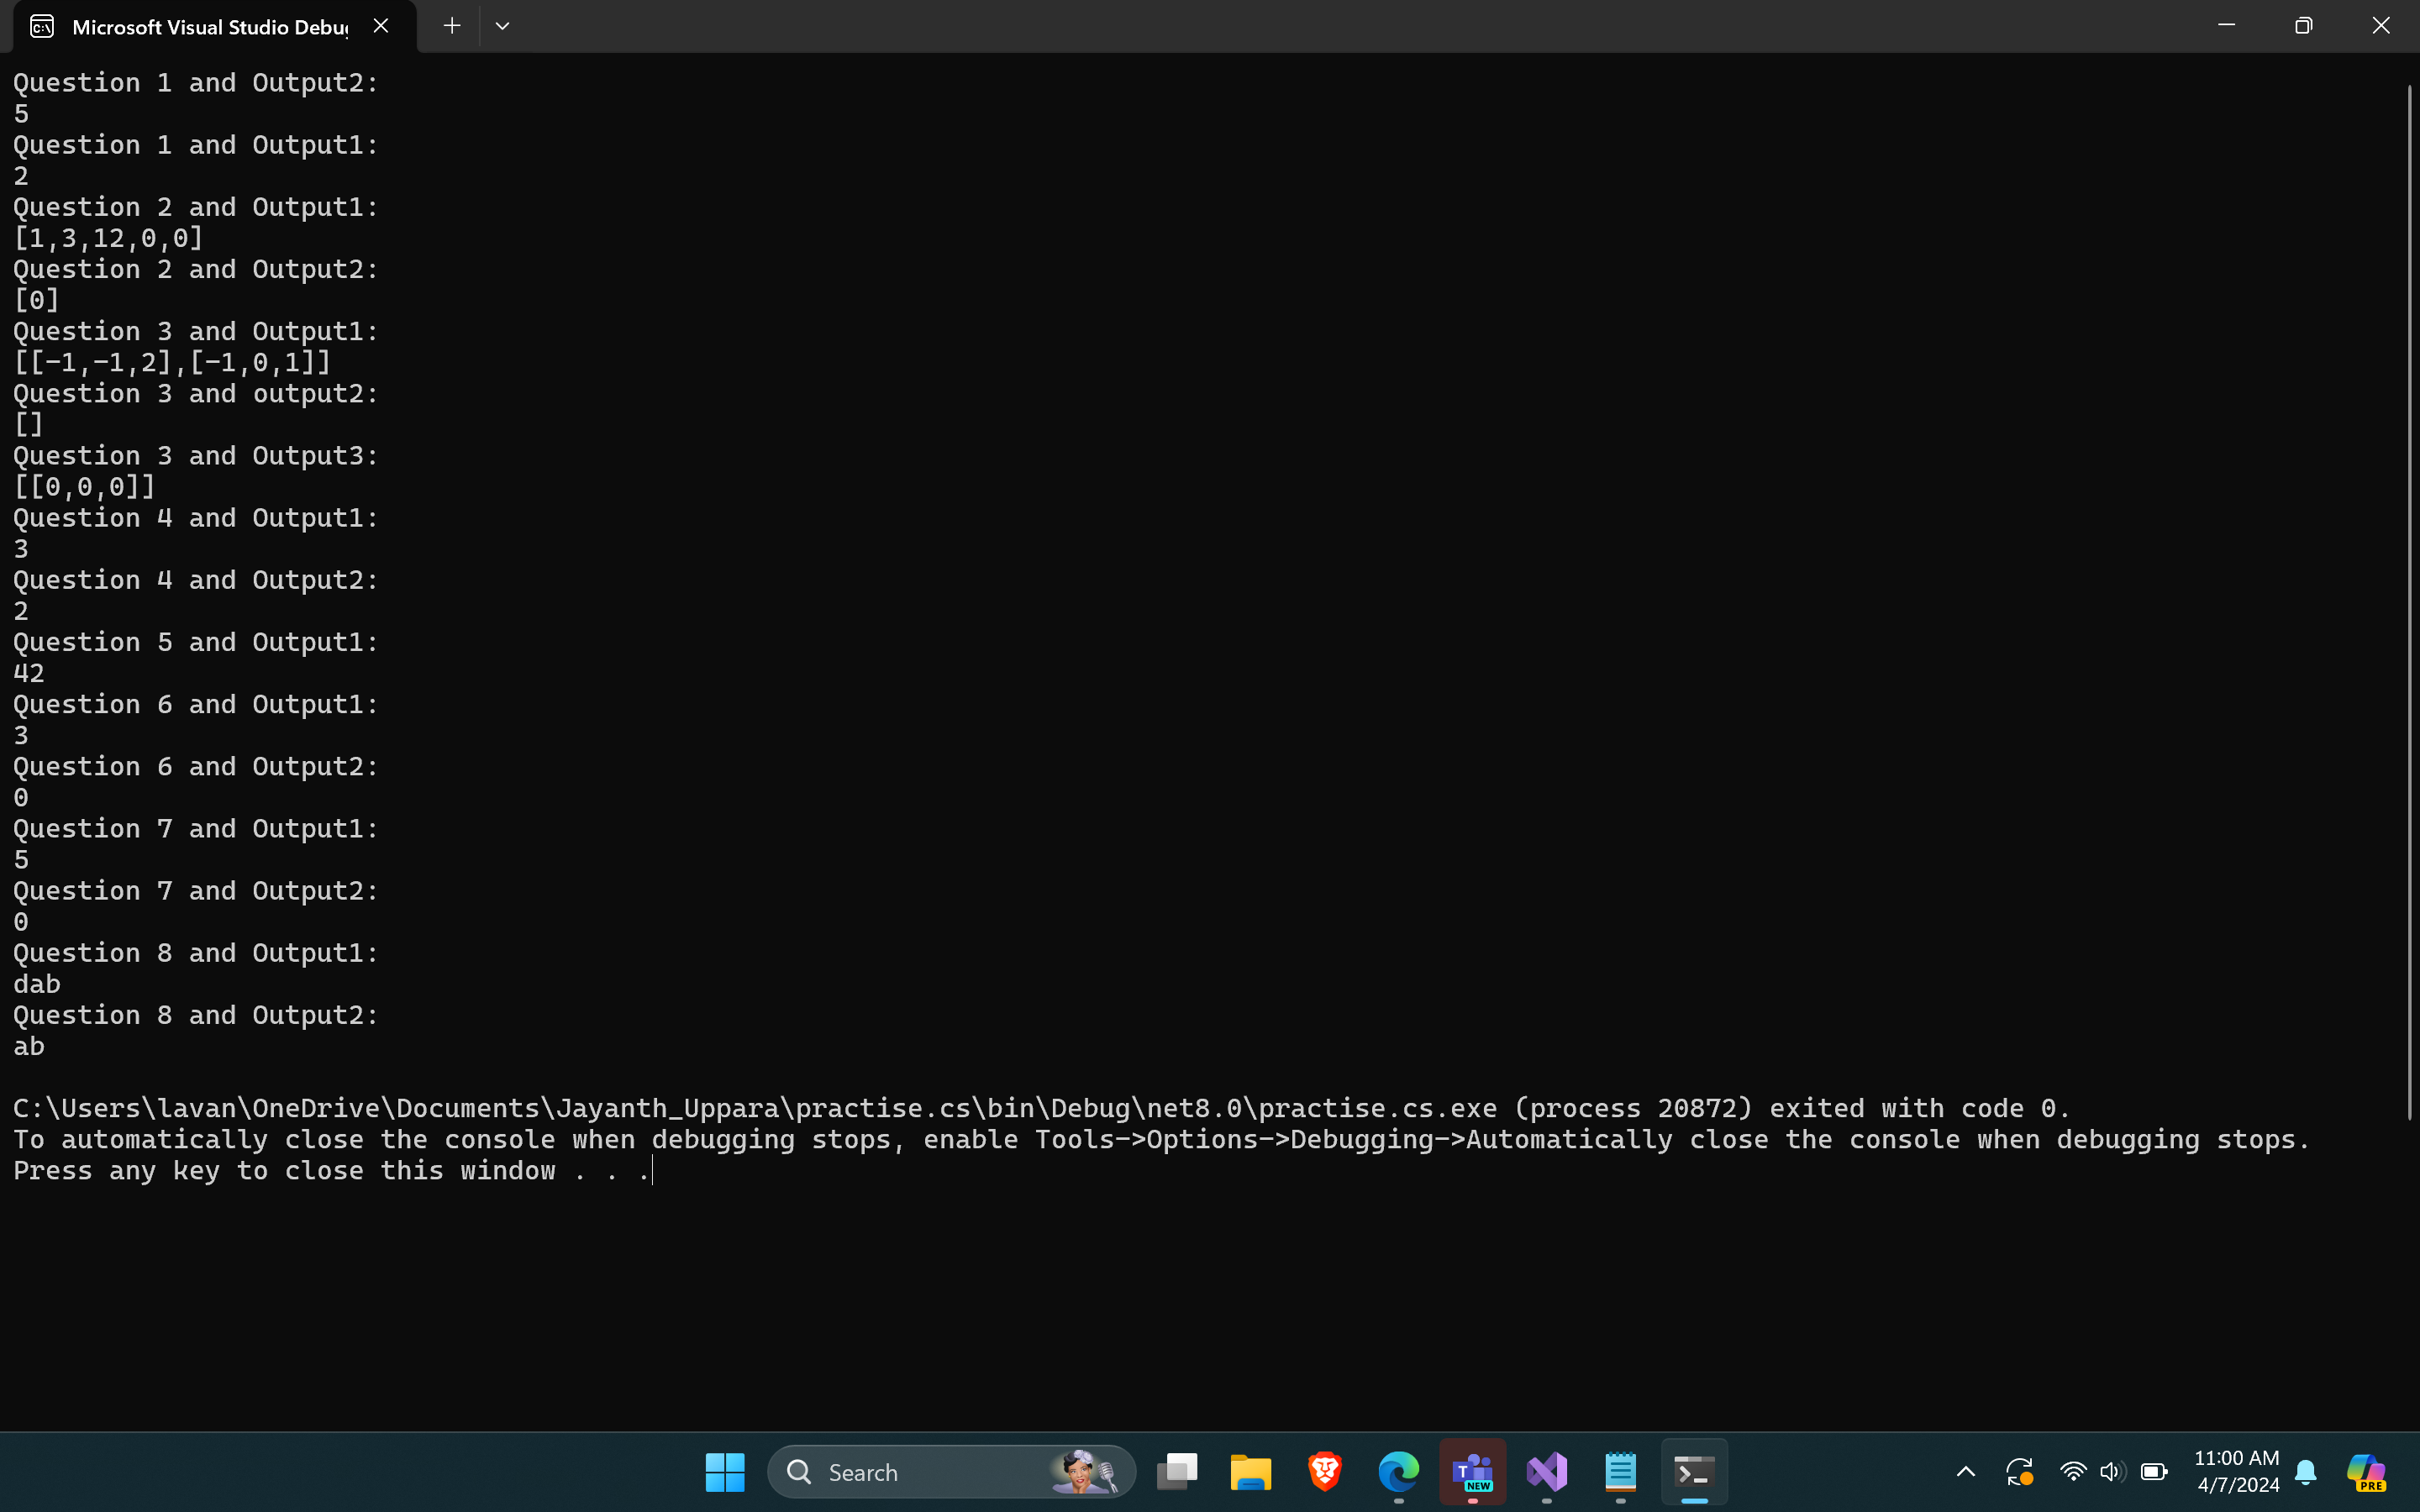 Microsoft Visual Studio Debug
Question 1 and Output2:
5
Question 1 and Output1:
2
Question 2 and Output1:
[1,3,12,0,0]
Question 2 and Output2:
[0]
Question 3 and Output1:
[[-1,-1,2],[-1,0,1]]
Question 3 and output2:
[]
Question 3 and Output3:
[[0,0,0]]
Question 4 and Output1:
3
Question 4 and Output2:
2
Question 5 and Output1:
42
Question 6 and Output1:
3
Question 6 and Output2:
0
Question 7 and Output1:
5
Question 7 and Output2:
0
Question 8 and Output1:
dab
Question 8 and Output2:
ab
C:\Users\lavan\OneDrive\Documents\Jayanth_Uppara\practise.cs\bin\Debug\net8.0\practise.cs.exe (process 20872) exited with code 0.
To automatically close the console when debugging stops, enable Tools->Options->Debugging->Automatically close the console when debugging stops.
Press any key to close this window . . .
Search
T NEW
11:00 AM
4/7/2024
PRE